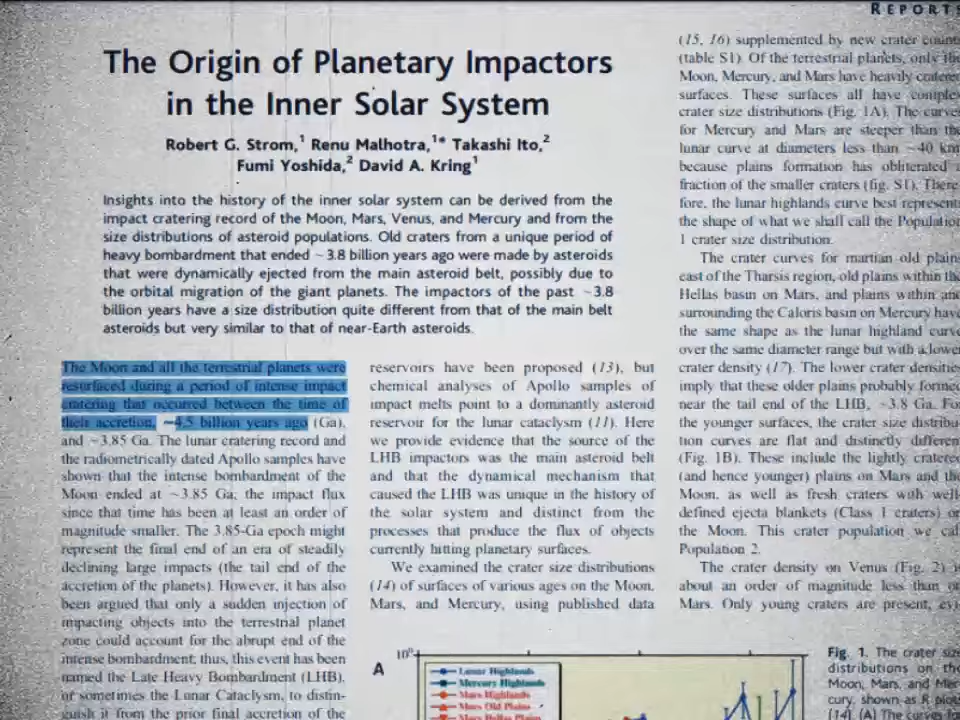 REPORTS
The Origin of Planetary Impactors
in the Inner Solar System
Robert G. Strom,¹ Renu Malhotra,¹* Takashi Ito,²
Fumi Yoshida,² David A. Kring¹
Insights into the history of the inner solar system can be derived from the
impact cratering record of the Moon, Mars, Venus, and Mercury and from the
size distributions of asteroid populations. Old craters from a unique period of
heavy bombardment that ended ~3.8 billion years ago were made by asteroids
that were dynamically ejected from the main asteroid belt, possibly due to
the orbital migration of the giant planets. The impactors of the past ~3.8
billion years have a size distribution quite different from that of the main belt
asteroids but very similar to that of near-Earth asteroids.
The Moon and all the terrestrial planets were
resurfaced during a period of intense impact
cratering that occurred between the time of
their accretion, ~4.5 billion years ago (Ga),
and ~3.85 Ga. The lunar cratering record and
the radiometrically dated Apollo samples have
shown that the intense bombardment of the
Moon ended at ~3.85 Ga; the impact flux
since that time has been at least an order of
magnitude smaller. The 3.85-Ga epoch might
represent the final end of an era of steadily
declining large impacts (the tail end of the
accretion of the planets). However, it has also
been argued that only a sudden injection of
impacting objects into the terrestrial planet
zone could account for the abrupt end of the
intense bombardment; thus, this event has been
named the Late Heavy Bombardment (LHB),
or sometimes the Lunar Cataclysm, to distin-
guish it from the prior final accretion of the
reservoirs have been proposed (13), but
chemical analyses of Apollo samples of
impact melts point to a dominantly asteroid
reservoir for the lunar cataclysm (11). Here
we provide evidence that the source of the
LHB impactors was the main asteroid belt
and that the dynamical mechanism that
caused the LHB was unique in the history of
the solar system and distinct from the
processes that produce the flux of objects
currently hitting planetary surfaces.
We examined the crater size distributions
(14) of surfaces of various ages on the Moon,
Mars, and Mercury, using published data
(15, 16) supplemented by new crater counts
(table S1). Of the terrestrial planets, only the
Moon, Mercury, and Mars have heavily cratered
surfaces. These surfaces all have complex
crater size distributions (Fig. 1A). The curves
for Mercury and Mars are steeper than the
lunar curve at diameters less than ~40 km
because plains formation has obliterated a
fraction of the smaller craters (fig. S1). There-
fore, the lunar highlands curve best represents
the shape of what we shall call the Population
1 crater size distribution.
The crater curves for martian old plains
east of the Tharsis region, old plains within the
Hellas basin on Mars, and plains within and
surrounding the Caloris basin on Mercury have
the same shape as the lunar highland curve
over the same diameter range but with a lower
crater density (17). The lower crater densities
imply that these older plains probably formed
near the tail end of the LHB, ~3.8 Ga. For
the younger surfaces, the crater size distribu-
tion curves are flat and distinctly different
(Fig. 1B). These include the lightly cratered
(and hence younger) plains on Mars and the
Moon, as well as fresh craters with well-
defined ejecta blankets (Class 1 craters) on
the Moon. This crater population we call
Population 2.
The crater density on Venus (Fig. 2) is
about an order of magnitude less than on
Mars. Only young craters are present,
A
Lunar Highlands
Mercury Highlands
Mars Highlands
Mars Old Plains
Mars Hellas Plains
Fig. 1. The crater size
distributions on the
Moon, Mars, and Mer-
cury, shown as R plots
(14). (A) The curves for